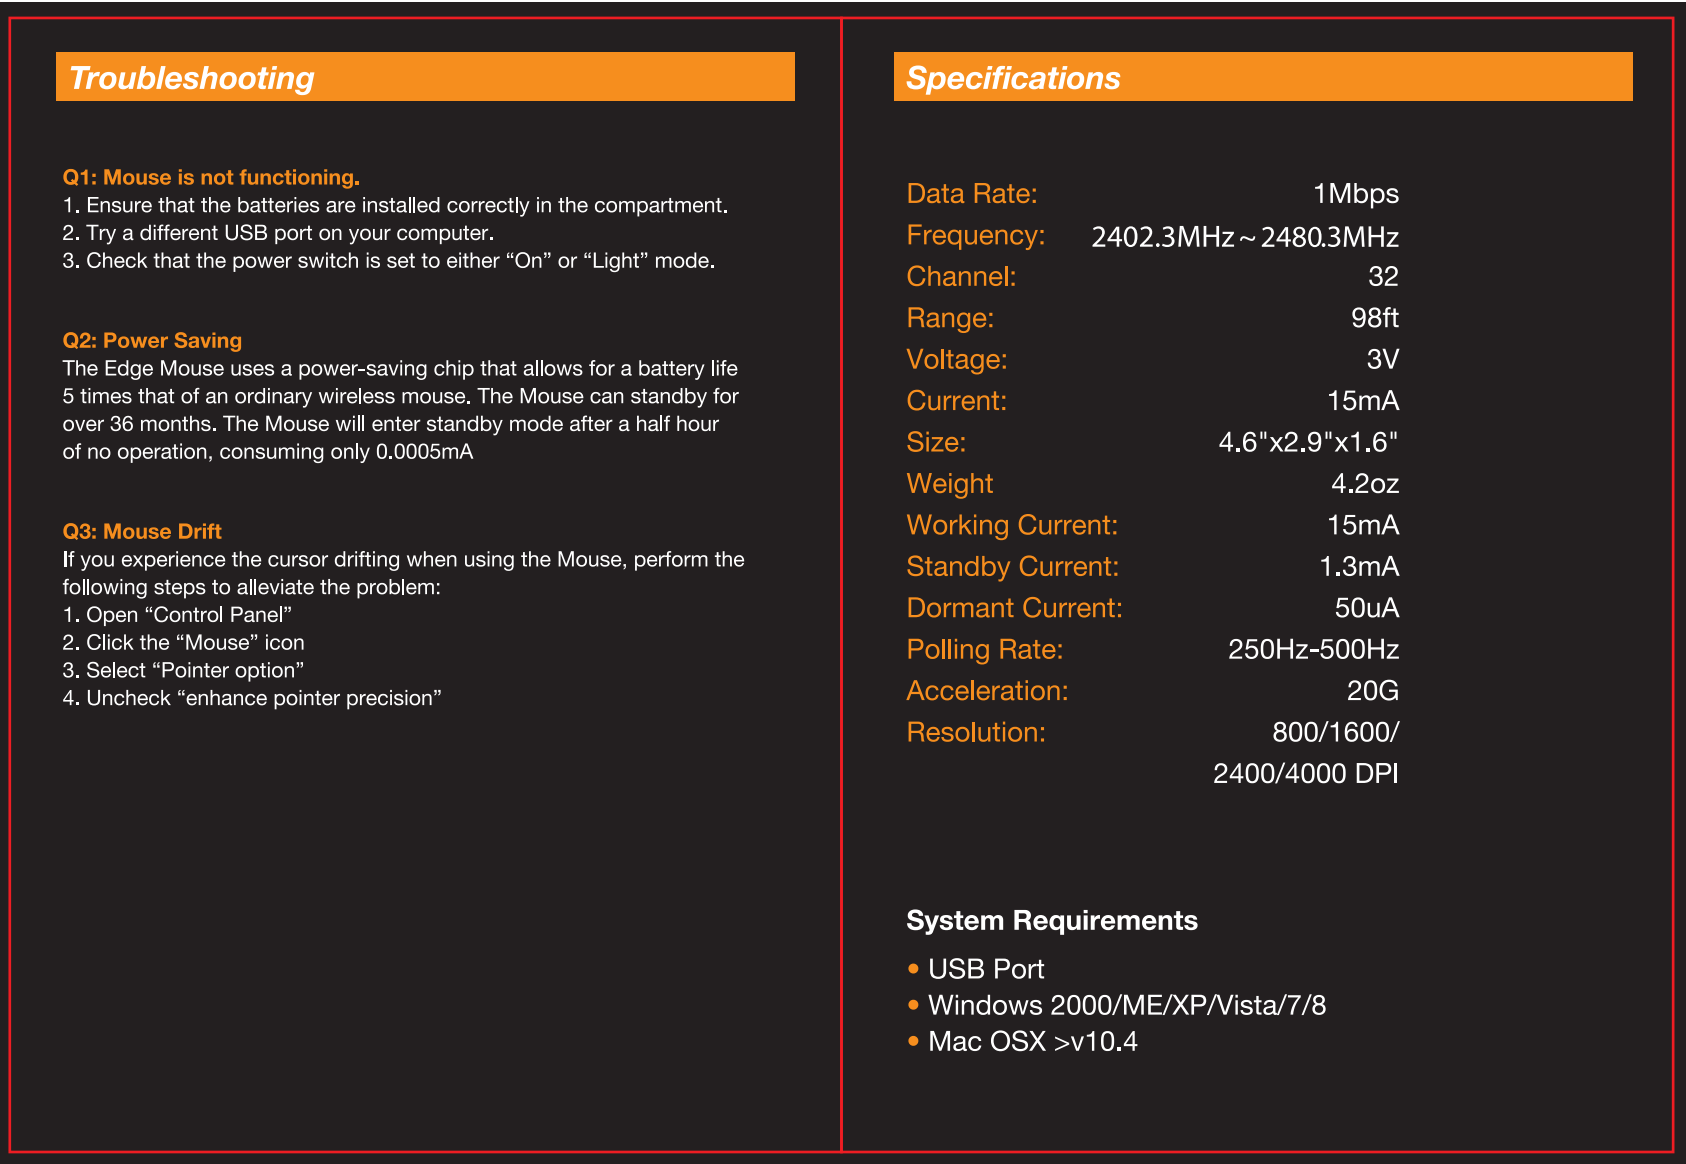 Troubleshooting
Q1: Mouse is not functioning.
1. Ensure that the batteries are installed correctly in the compartment.
2. Try a different USB port on your computer.
3. Check that the power switch is set to either “On” or “Light” mode.
Q2: Power Saving
The Edge Mouse uses a power-saving chip that allows for a battery life
5 times that of an ordinary wireless mouse. The Mouse can standby for
over 36 months. The Mouse will enter standby mode after a half hour
of no operation, consuming only 0.0005mA
Q3: Mouse Drift
If you experience the cursor drifting when using the Mouse, perform the
following steps to alleviate the problem:
1. Open “Control Panel”
2. Click the “Mouse” icon
3. Select “Pointer option”
4. Uncheck “enhance pointer precision”
Specifications
Data Rate: 1Mbps
Frequency: 2402.3MHz~2480.3MHz
Channel: 32
Range: 98ft
Voltage: 3V
Current: 15mA
Size: 4.6"x2.9"x1.6"
Weight 4.2oz
Working Current: 15mA
Standby Current: 1.3mA
Dormant Current: 50uA
Polling Rate: 250Hz-500Hz
Acceleration: 20G
Resolution: 800/1600/
2400/4000 DPI
System Requirements
• USB Port
• Windows 2000/ME/XP/Vista/7/8
• Mac OSX >v10.4